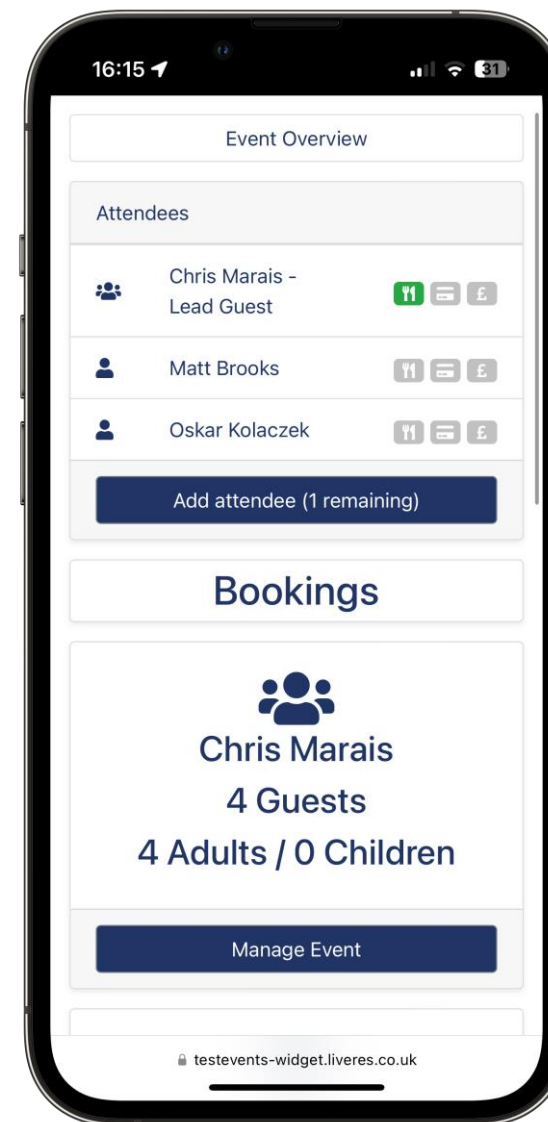 16:15
31
Event Overview
Attendees
Chris Marais -
Lead Guest
£
Matt Brooks
£
Oskar Kolaczek
£
Add attendee (1 remaining)
Bookings
Chris Marais
4 Guests
4 Adults / 0 Children
Manage Event
testevents-widget.liveres.co.uk